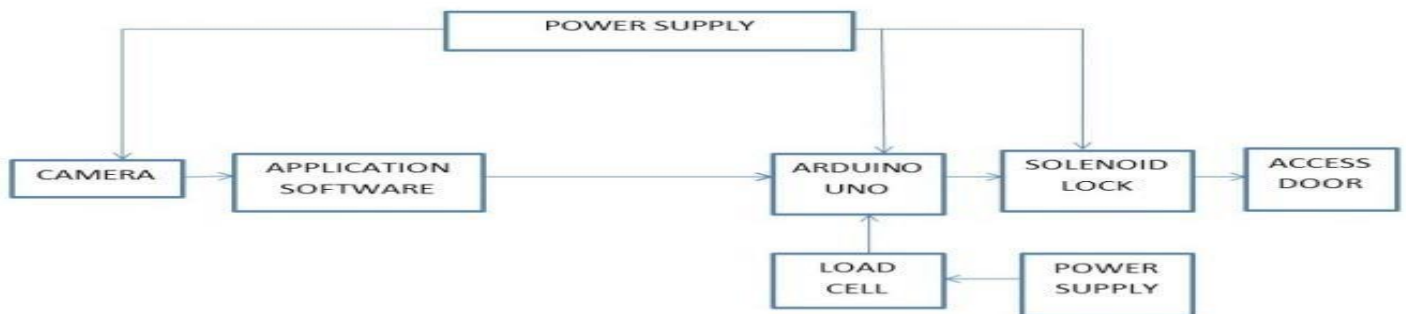 POWER SUPPLY
CAMERA
APPLICATION
SOFTWARE
ARDUINO
UNO
SOLENOID
LOCK
ACCESS
DOOR
LOAD
CELL
POWER
SUPPLY